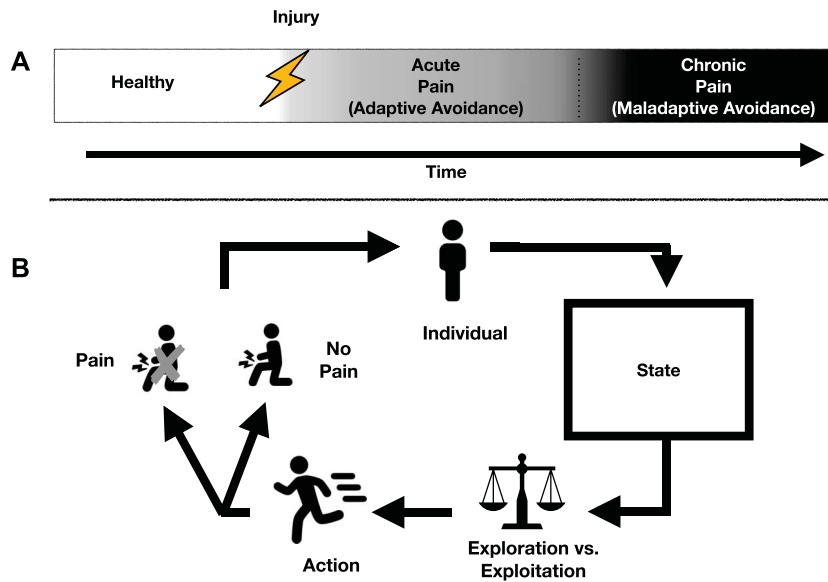 Injury
A
Healthy
Acute
Pain
(Adaptive Avoidance)
Chronic
Pain
(Maladaptive Avoidance)
Time
B
Individual
Pain
No
Pain
State
Action
Exploration vs.
Exploitation